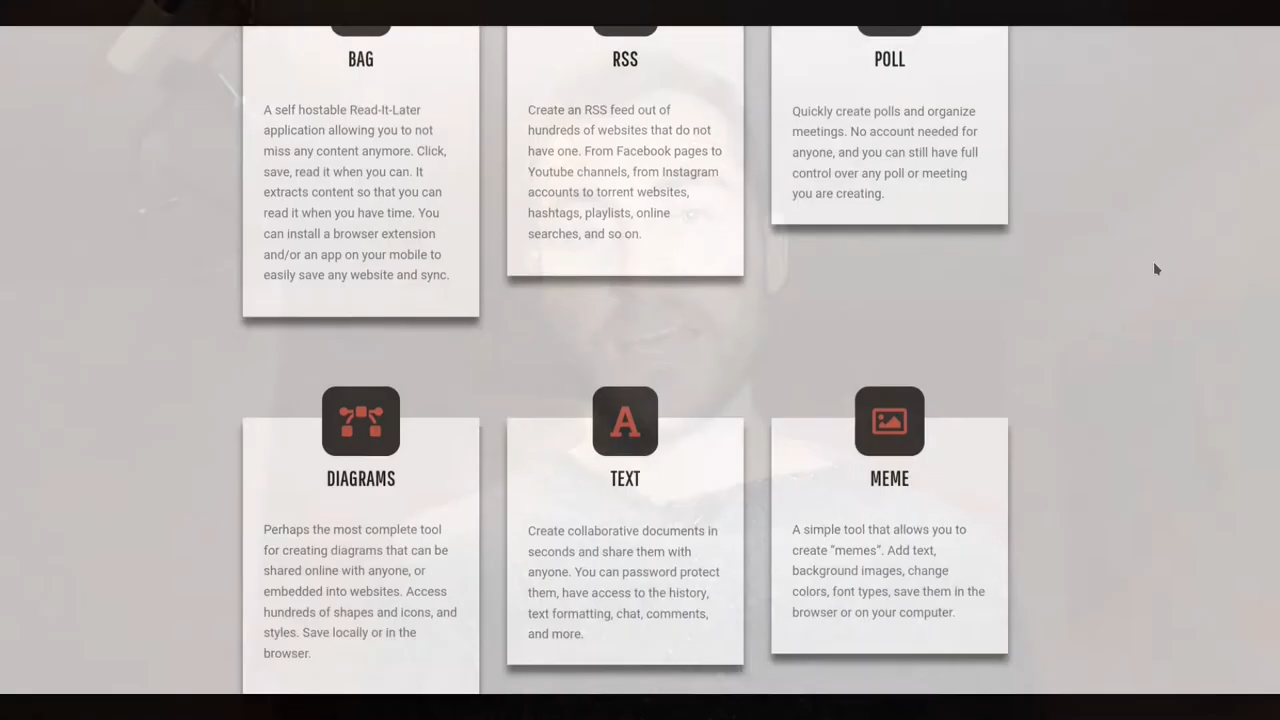 BAG
A self hostable Read-It-Later
application allowing you to not
miss any content anymore. Click,
save, read it when you can. It
extracts content so that you can
read it when you have time. You
can install a browser extension
and/or an app on your mobile to
easily save any website and sync.
RSS
Create an RSS feed out of
hundreds of websites that do not
have one. From Facebook pages to
Youtube channels, from Instagram
accounts to torrent websites,
hashtags, playlists, online
searches, and so on.
POLL
Quickly create polls and organize
meetings. No account needed for
anyone, and you can still have full
control over any poll or meeting
you are creating.
DIAGRAMS
Perhaps the most complete tool
for creating diagrams that can be
shared online with anyone, or
embedded into websites. Access
hundreds of shapes and icons, and
styles. Save locally or in the
browser.
A
TEXT
Create collaborative documents in
seconds and share them with
anyone. You can password protect
them, have access to the history,
text formatting, chat, comments,
and more.
MEME
A simple tool that allows you to
create “memes”. Add text,
background images, change
colors, font types, save them in the
browser or on your computer.